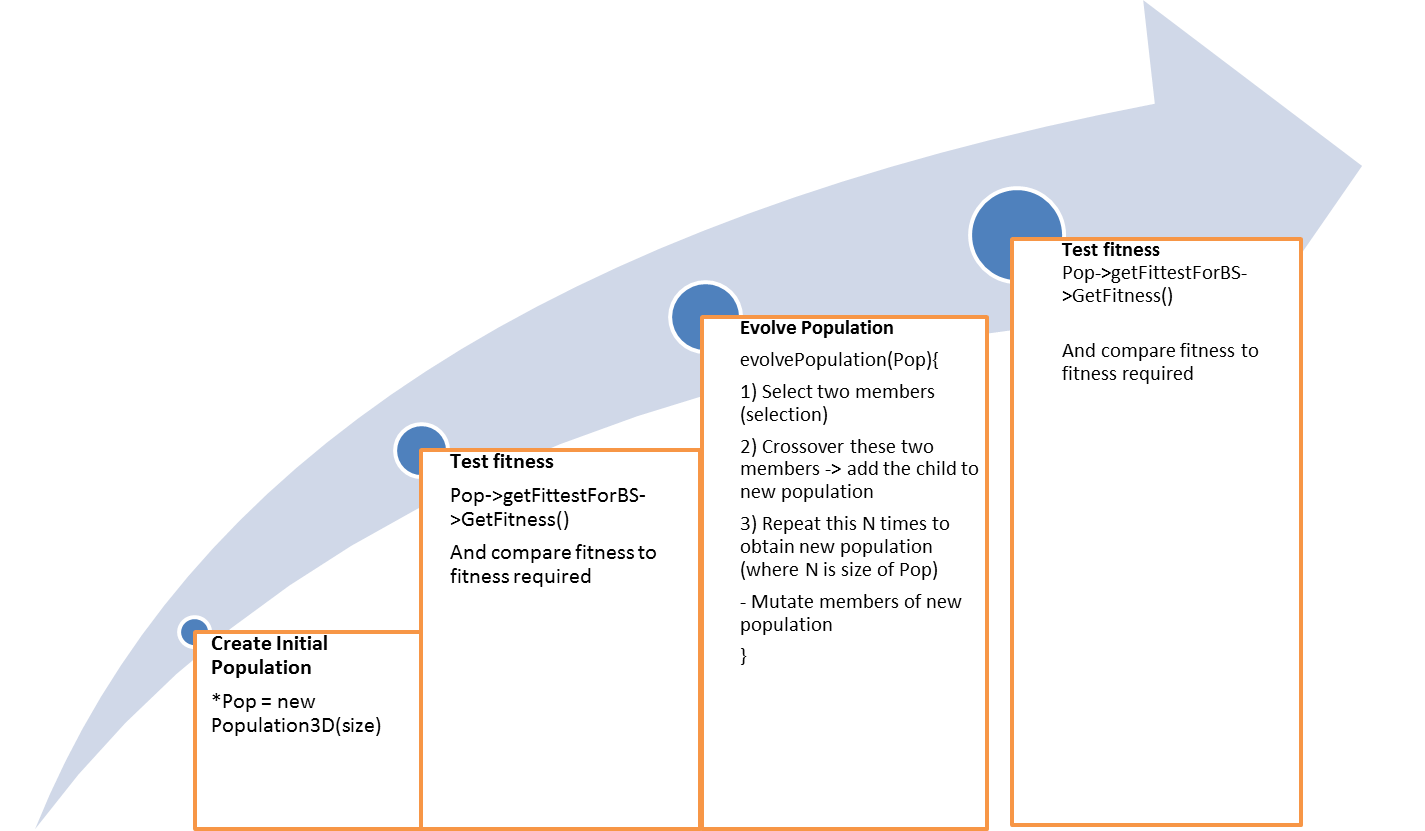 Create Initial
Population
*Pop = new
Population3D(size)
Test fitness
Pop->getFittestForBS-
>GetFitness()
And compare fitness to
fitness required
Evolve Population
evolvePopulation(Pop){
1) Select two members
(selection)
2) Crossover these two
members -> add the child to
new population
3) Repeat this N times to
obtain new population
(where N is size of Pop)
- Mutate members of new
population
}
Test fitness
Pop->getFittestForBS-
>GetFitness()
And compare fitness to
fitness required